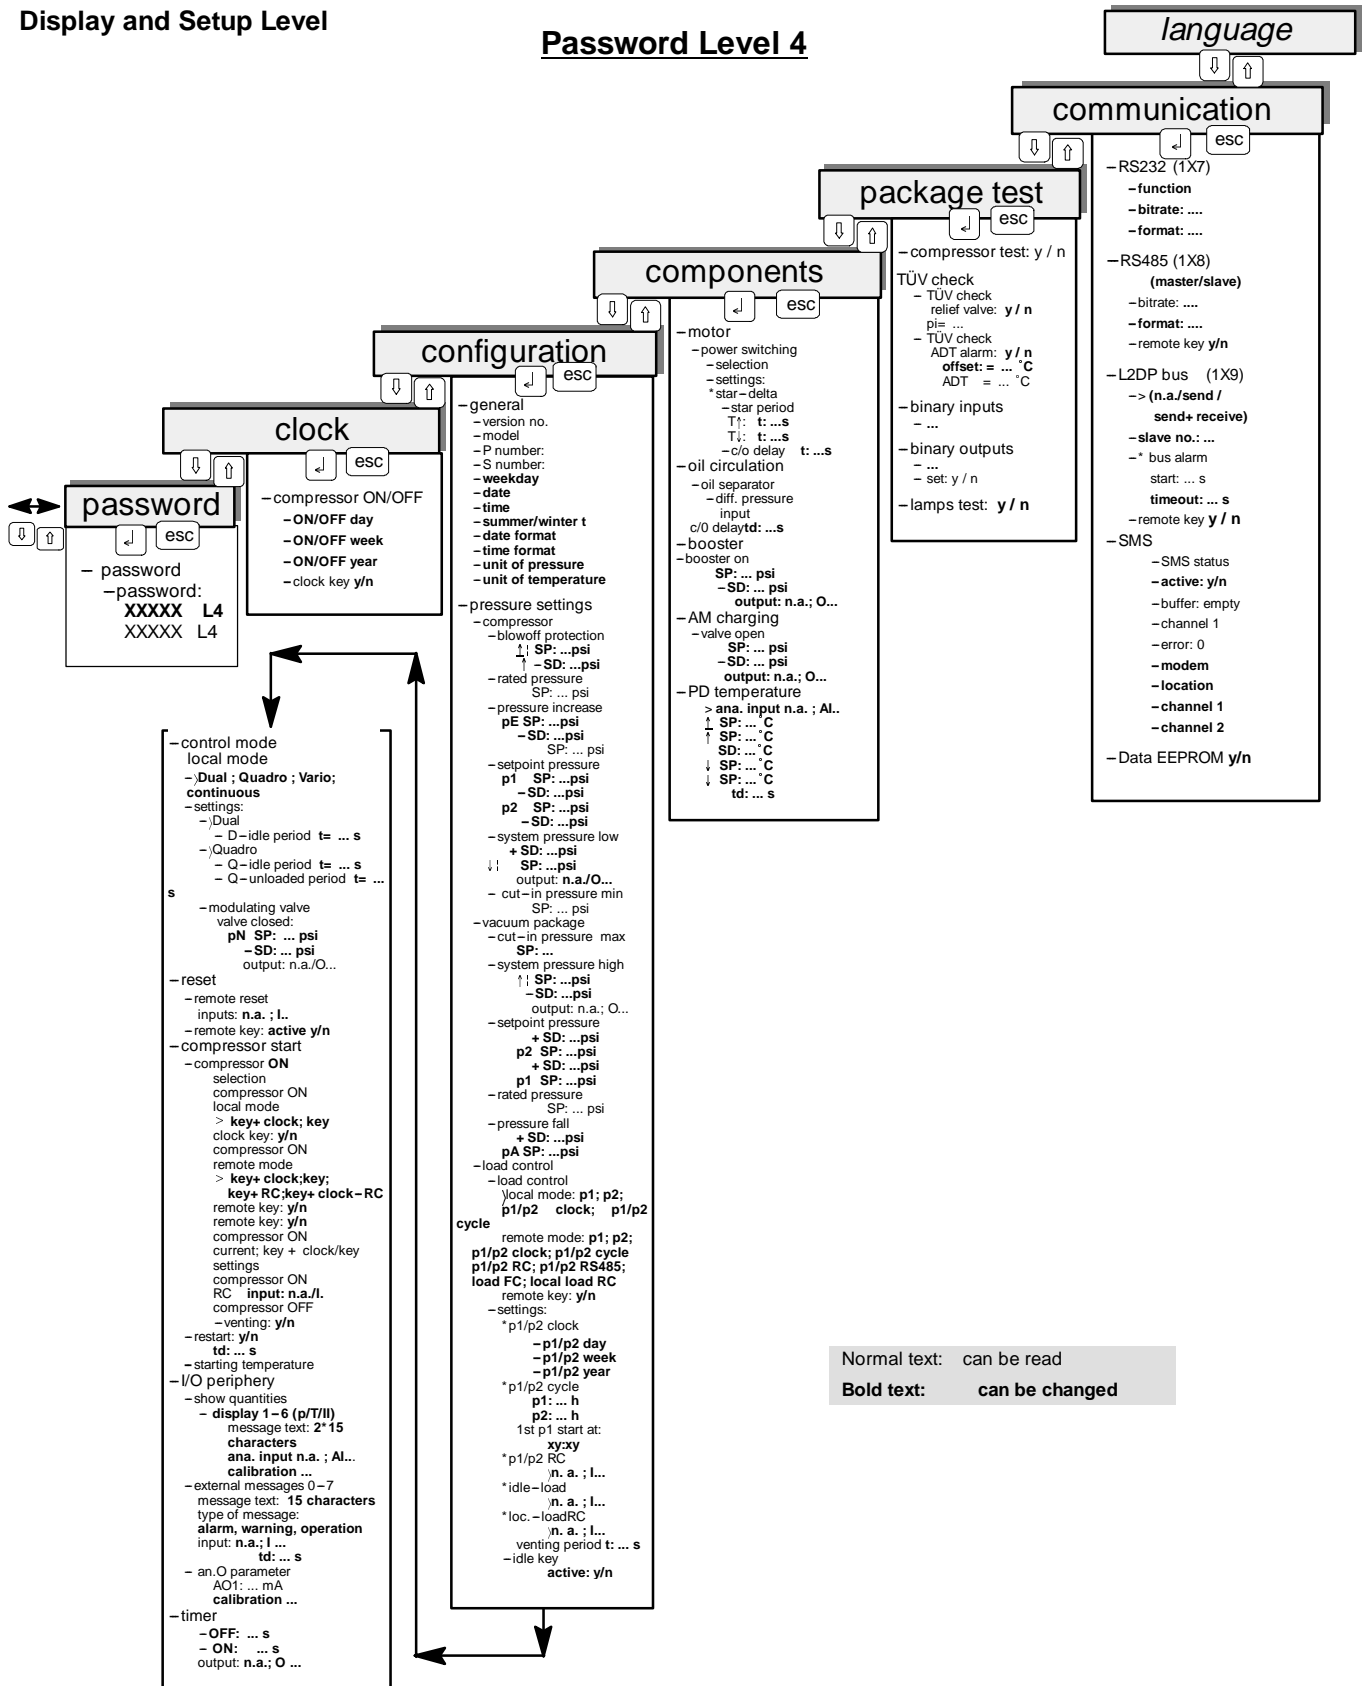 Display and Setup Level
Password Level 4
language
communication
esc
– RS232 (1X7)
– function
– bitrate: ....
– format: ....
– RS485 (1X8)
(master/slave)
– bitrate: ....
– format: ....
– remote key y/n
– L2DP bus (1X9)
–> (n.a./send /
send+ receive)
– slave no.: ...
–* bus alarm
start: ... s
timeout: ... s
– remote key y / n
– SMS
– SMS status
– active: y/n
– buffer: empty
– channel 1
– error: 0
– modem
– location
– channel 1
– channel 2
– Data EEPROM y/n
package test
esc
– compressor test: y / n
TÜV check
– TÜV check
relief valve: y / n
pi= ...
– TÜV check
ADT alarm: y / n
offset: = ... °C
ADT = ... °C
– binary inputs
– ...
– binary outputs
– ...
– set: y / n
– lamps test: y / n
components
esc
– motor
– power switching
– selection
– settings:
*star–delta
– star period
T↑: t: ...s
T↓: t: ...s
– c/o delay t: ...s
– oil circulation
– oil separator
– diff. pressure
input
c/0 delaytd: ...s
– booster
– booster on
SP: ... psi
– SD: ... psi
output: n.a.; O...
– AM charging
– valve open
SP: ... psi
– SD: ... psi
output: n.a.; O...
– PD temperature
> ana. input n.a. ; AI..
↑ SP: ... °C
↑ SP: ... °C
SD: ... °C
↓ SP: ... °C
↓ SP: ... °C
td: ... s
configuration
esc
– general
– version no.
– model
– P number:
– S number:
– weekday
– date
– time
– summer/winter t
– date format
– time format
– unit of pressure
– unit of temperature
– pressure settings
– compressor
– blowoff protection
↑¦ SP: ...psi
↑ – SD: ...psi
– rated pressure
SP: ... psi
– pressure increase
pE SP: ...psi
– SD: ...psi
SP: ... psi
– setpoint pressure
p1 SP: ...psi
– SD: ...psi
p2 SP: ...psi
– SD: ...psi
– system pressure low
+ SD: ...psi
↓¦ SP: ...psi
output: n.a./O...
– cut–in pressure min
SP: ... psi
– vacuum package
– cut–in pressure max
SP: ...
– system pressure high
↑¦ SP: ...psi
– SD: ...psi
output: n.a.; O...
– setpoint pressure
+ SD: ...psi
p2 SP: ...psi
+ SD: ...psi
p1 SP: ...psi
– rated pressure
SP: ... psi
– pressure fall
+ SD: ...psi
pA SP: ...psi
– load control
– load control
⟩local mode: p1; p2;
p1/p2 clock; p1/p2
cycle
remote mode: p1; p2;
p1/p2 clock; p1/p2 cycle
p1/p2 RC; p1/p2 RS485;
load FC; local load RC
remote key: y/n
– settings:
*p1/p2 clock
– p1/p2 day
– p1/p2 week
– p1/p2 year
*p1/p2 cycle
p1: ... h
p2: ... h
1st p1 start at:
xy:xy
*p1/p2 RC
⟩n. a. ; I...
*idle–load
⟩n. a. ; I...
*loc.–loadRC
⟩n. a. ; I...
venting period t: ... s
– idle key
active: y/n
clock
esc
– compressor ON/OFF
– ON/OFF day
– ON/OFF week
– ON/OFF year
– clock key y/n
password
esc
– password
– password:
XXXXX L4
XXXXX L4
– control mode
local mode
–⟩Dual ; Quadro ; Vario;
continuous
– settings:
–⟩Dual
– D–idle period t= ... s
–⟩Quadro
– Q–idle period t= ... s
– Q–unloaded period t= ...
s
– modulating valve
valve closed:
pN SP: ... psi
– SD: ... psi
output: n.a./O...
– reset
– remote reset
inputs: n.a. ; I..
– remote key: active y/n
– compressor start
– compressor ON
selection
compressor ON
local mode
> key+ clock; key
clock key: y/n
compressor ON
remote mode
> key+ clock;key;
key+ RC;key+ clock–RC
remote key: y/n
remote key: y/n
compressor ON
current; key + clock/key
settings
compressor ON
RC input: n.a./I.
compressor OFF
– venting: y/n
– restart: y/n
td: ... s
– starting temperature
– I/O periphery
– show quantities
– display 1–6 (p/T/II)
message text: 2*15
characters
ana. input n.a. ; AI...
calibration ...
– external messages 0–7
message text: 15 characters
type of message:
alarm, warning, operation
input: n.a.; I ...
td: ... s
– an.O parameter
AO1: ... mA
calibration ...
– timer
– OFF: ... s
– ON: ... s
output: n.a.; O ...
Normal text: can be read
Bold text: can be changed